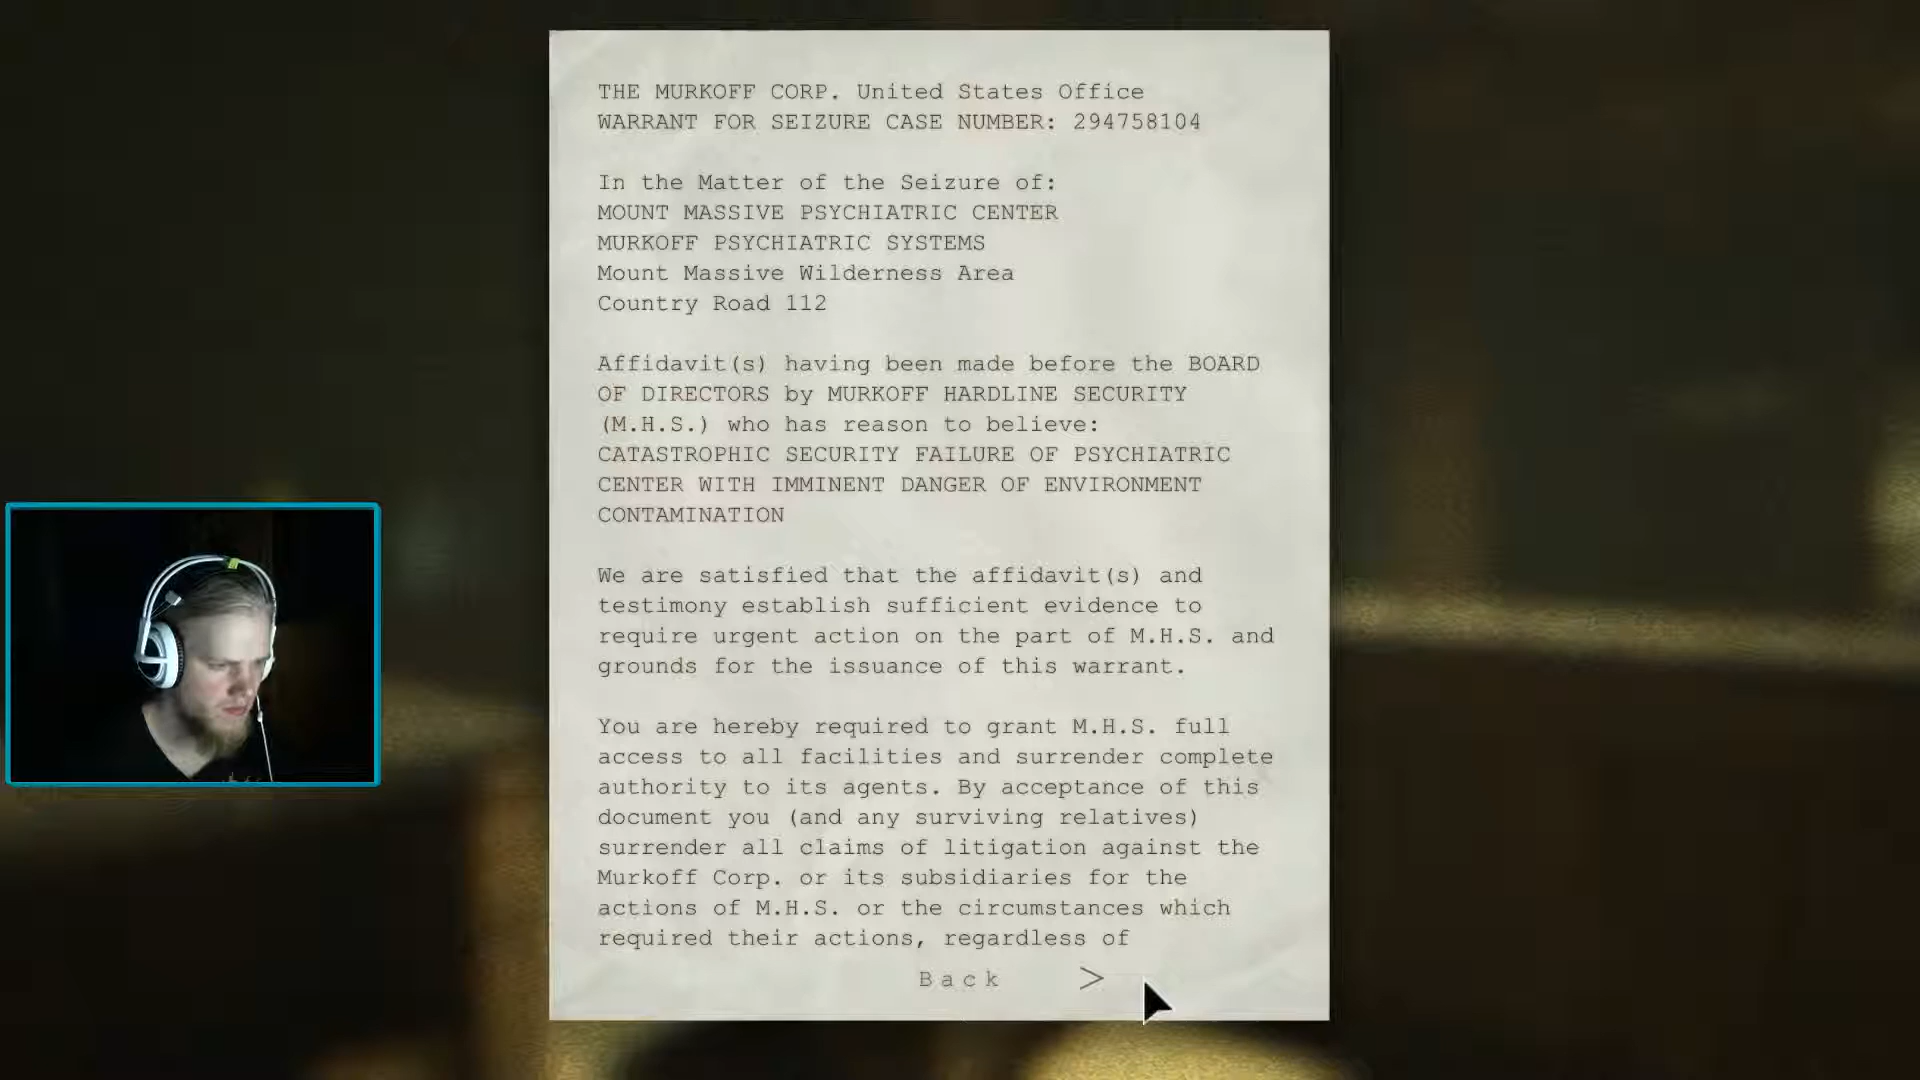 THE MURKOFF CORP. United States Office
WARRANT FOR SEIZURE CASE NUMBER: 294758104
In the Matter of the Seizure of:
MOUNT MASSIVE PSYCHIATRIC CENTER
MURKOFF PSYCHIATRIC SYSTEMS
Mount Massive Wilderness Area
Country Road 112
Affidavit(s) having been made before the BOARD
OF DIRECTORS by MURKOFF HARDLINE SECURITY
(M.H.S.) who has reason to believe:
CATASTROPHIC SECURITY FAILURE OF PSYCHIATRIC
CENTER WITH IMMINENT DANGER OF ENVIRONMENT
CONTAMINATION
We are satisfied that the affidavit(s) and
testimony establish sufficient evidence to
require urgent action on the part of M.H.S. and
grounds for the issuance of this warrant.
You are hereby required to grant M.H.S. full
access to all facilities and surrender complete
authority to its agents. By acceptance of this
document you (and any surviving relatives)
surrender all claims of litigation against the
Murkoff Corp. or its subsidiaries for the
actions of M.H.S. or the circumstances which
required their actions, regardless of
Back >